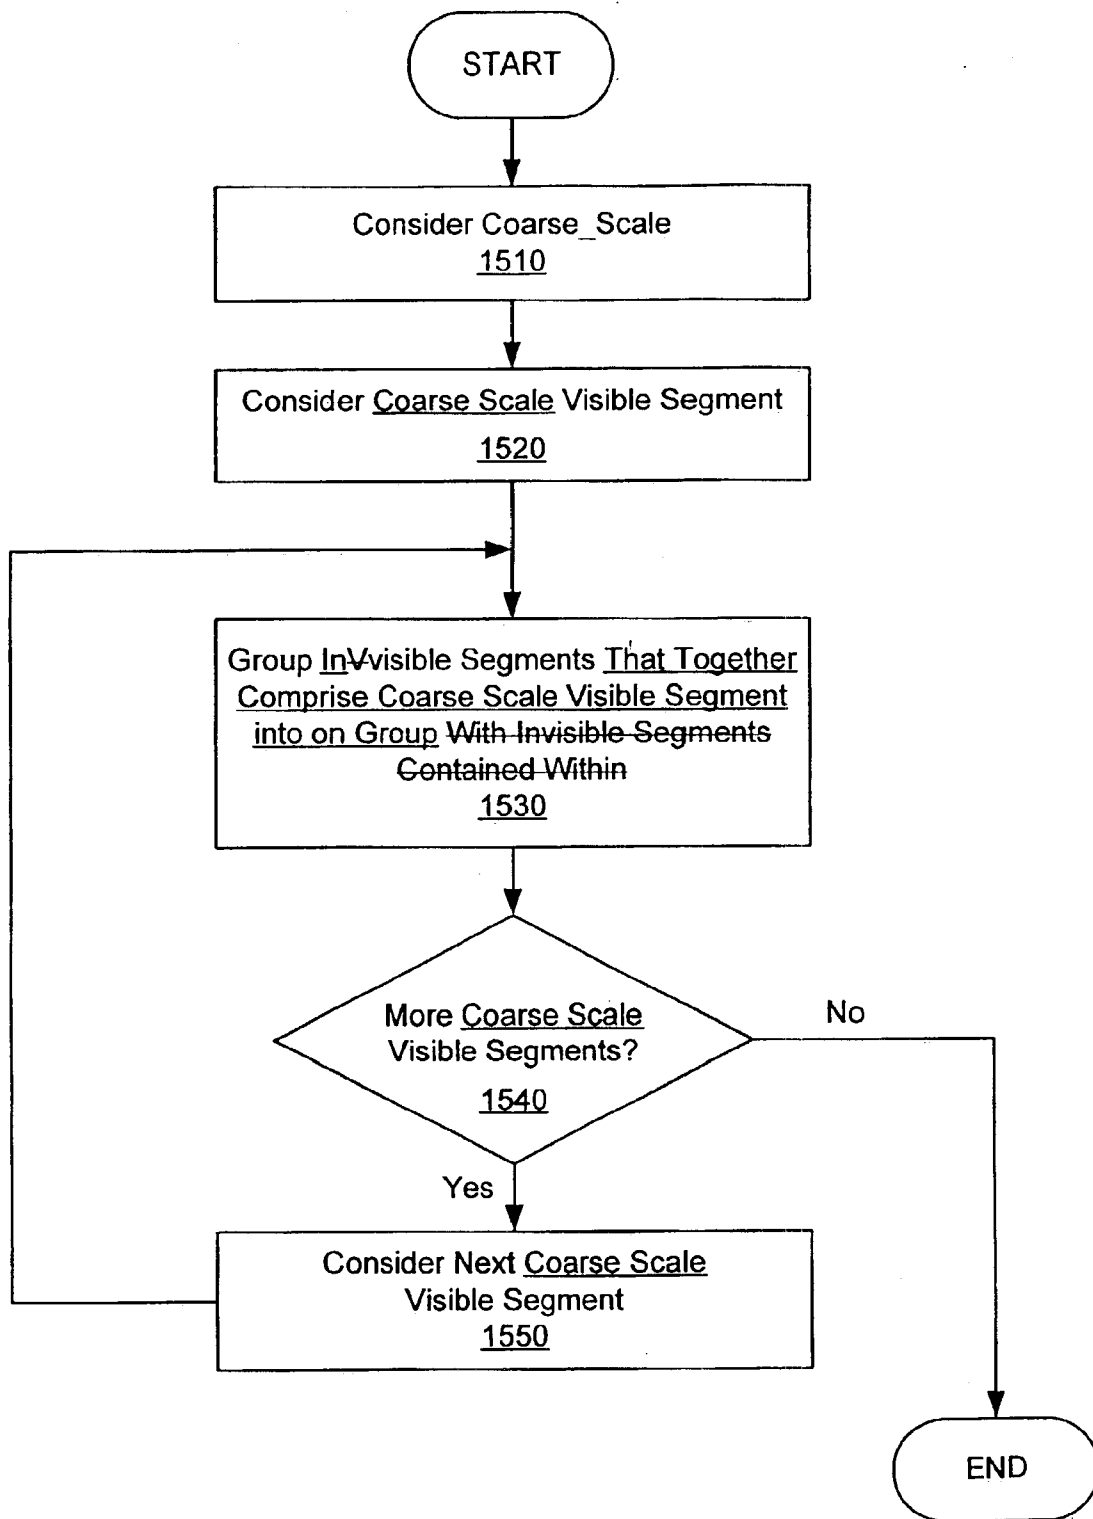 START
Consider Coarse_Scale
1510
Consider Coarse Scale Visible Segment
1520
Group InVvisible Segments That Together
Comprise Coarse Scale Visible Segment
into on Group With Invisible Segments
Contained Within
1530
More Coarse Scale
Visible Segments?
1540
No
Yes
Consider Next Coarse Scale
Visible Segment
1550
END